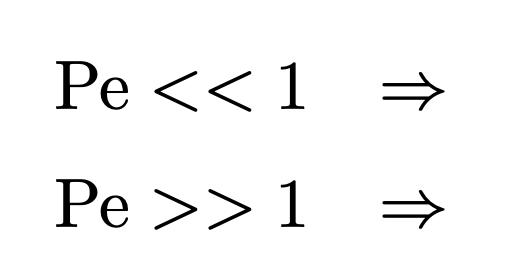 Pe << 1 ⇒
Pe >> 1 ⇒